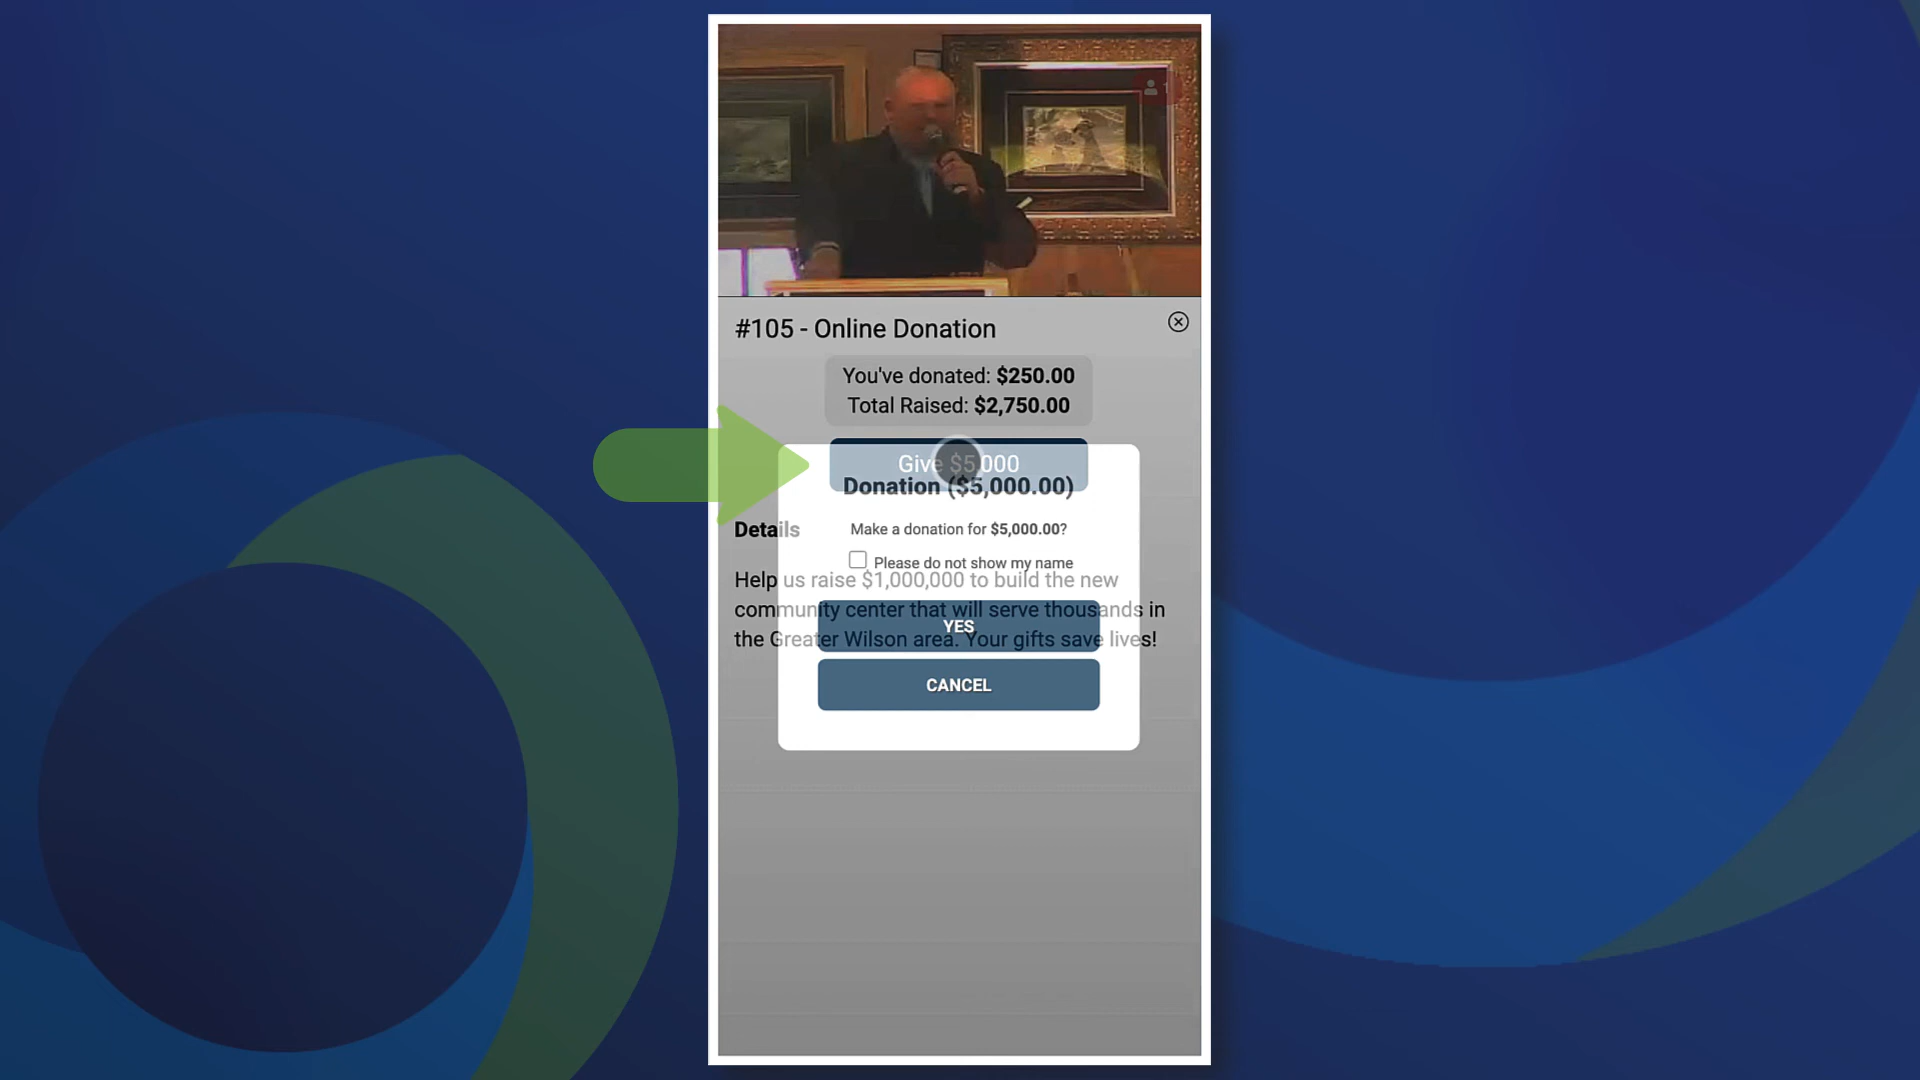 #105 - Online Donation
You've donated: $250.00
Total Raised: $2,750.00
Give $5,000
Donation ($5,000.00)
Details
Make a donation for $5,000.00?
Please do not show my name
Help us raise $1,000,000 to build the new
community center that will serve thousands in
the Greater Wilson area. Your gifts save lives!
YES
CANCEL